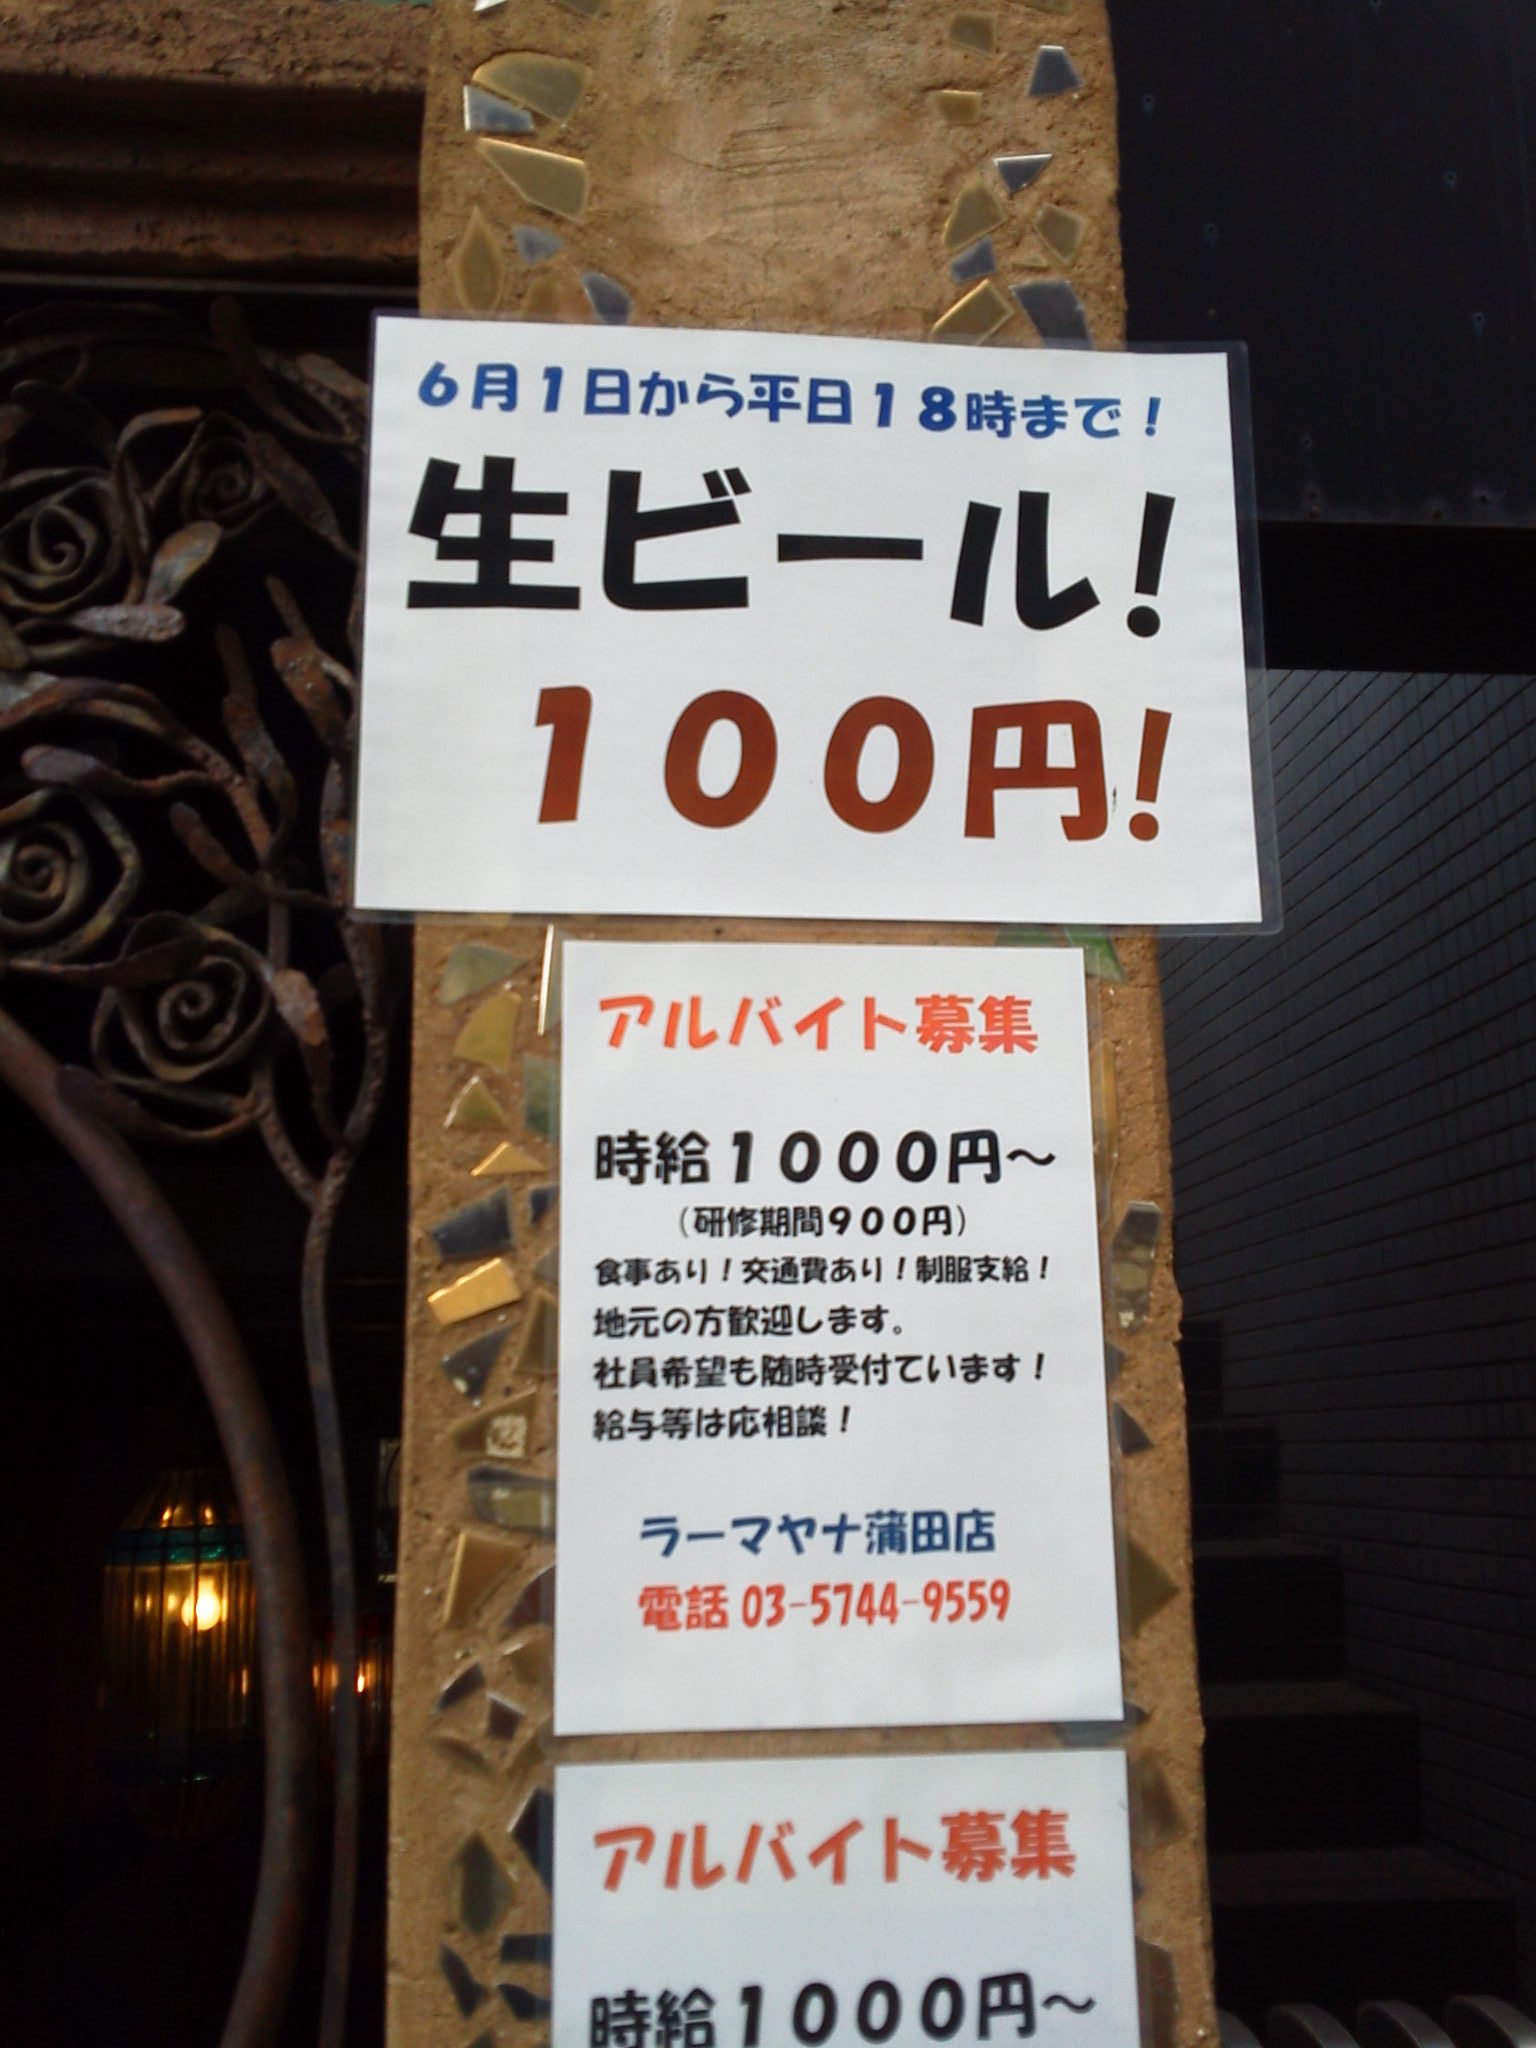 6月1日から平日18時まで!
生ビール!
100円!
アルバイト募集
時給1000円～
(研修期間900円)
食事あり!交通費あり!制服支給!
地元の方歓迎します。
社員希望も随時受付ています!
給与等は応相談!
ラーマヤナ蒲田店
電話 03-5744-9559
アルバイト募集
時給1000円～